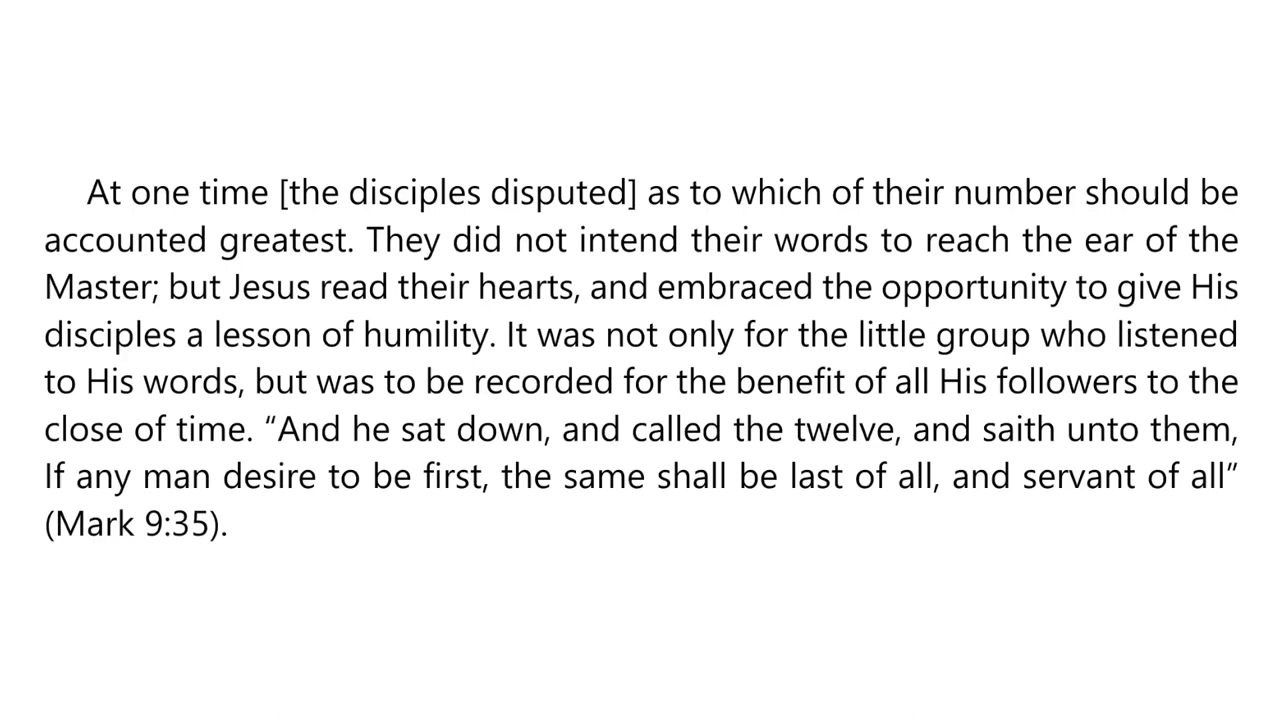 At one time [the disciples disputed] as to which of their number should be
accounted greatest. They did not intend their words to reach the ear of the
Master; but Jesus read their hearts, and embraced the opportunity to give His
disciples a lesson of humility. It was not only for the little group who listened
to His words, but was to be recorded for the benefit of all His followers to the
close of time. “And he sat down, and called the twelve, and saith unto them,
If any man desire to be first, the same shall be last of all, and servant of all”
(Mark 9:35).